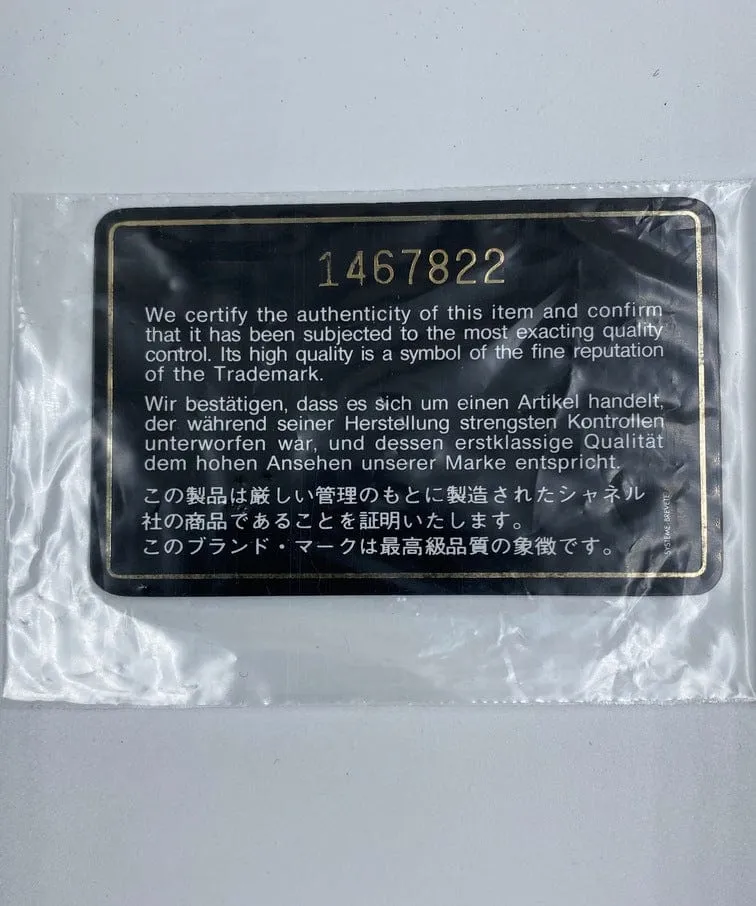 1467822
We certify the authenticity of this item and confirm
that it has been subjected to the most exacting quality
control. Its high quality is a symbol of the fine reputation
of the Trademark.
Wir bestätigen, dass es sich um einen Artikel handelt,
der während seiner Herstellung strengsten Kontrollen
unterworfen war, und dessen erstklassige Qualität
dem hohen Ansehen unserer Marke entspricht.
この製品は厳しい管理のもとに製造されたシャネル
社の商品であることを証明いたします。
このブランド・マークは最高級品質の象徴です。
SYSTEME BREVETE